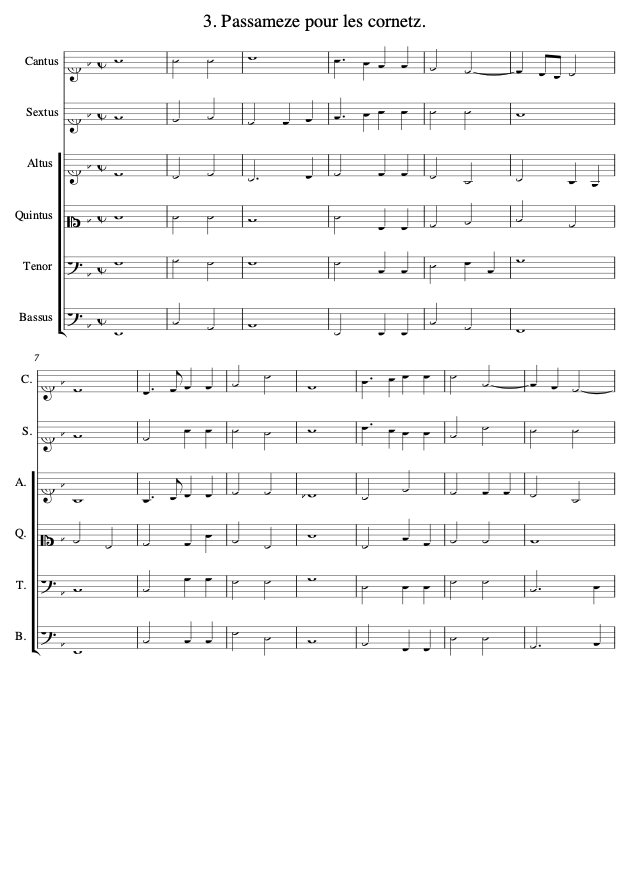 3. Passameze pour les cornetz.
Cantus
Sextus
Altus
Quintus
Tenor
Bassus
7
C.
S.
A.
Q.
T.
B.